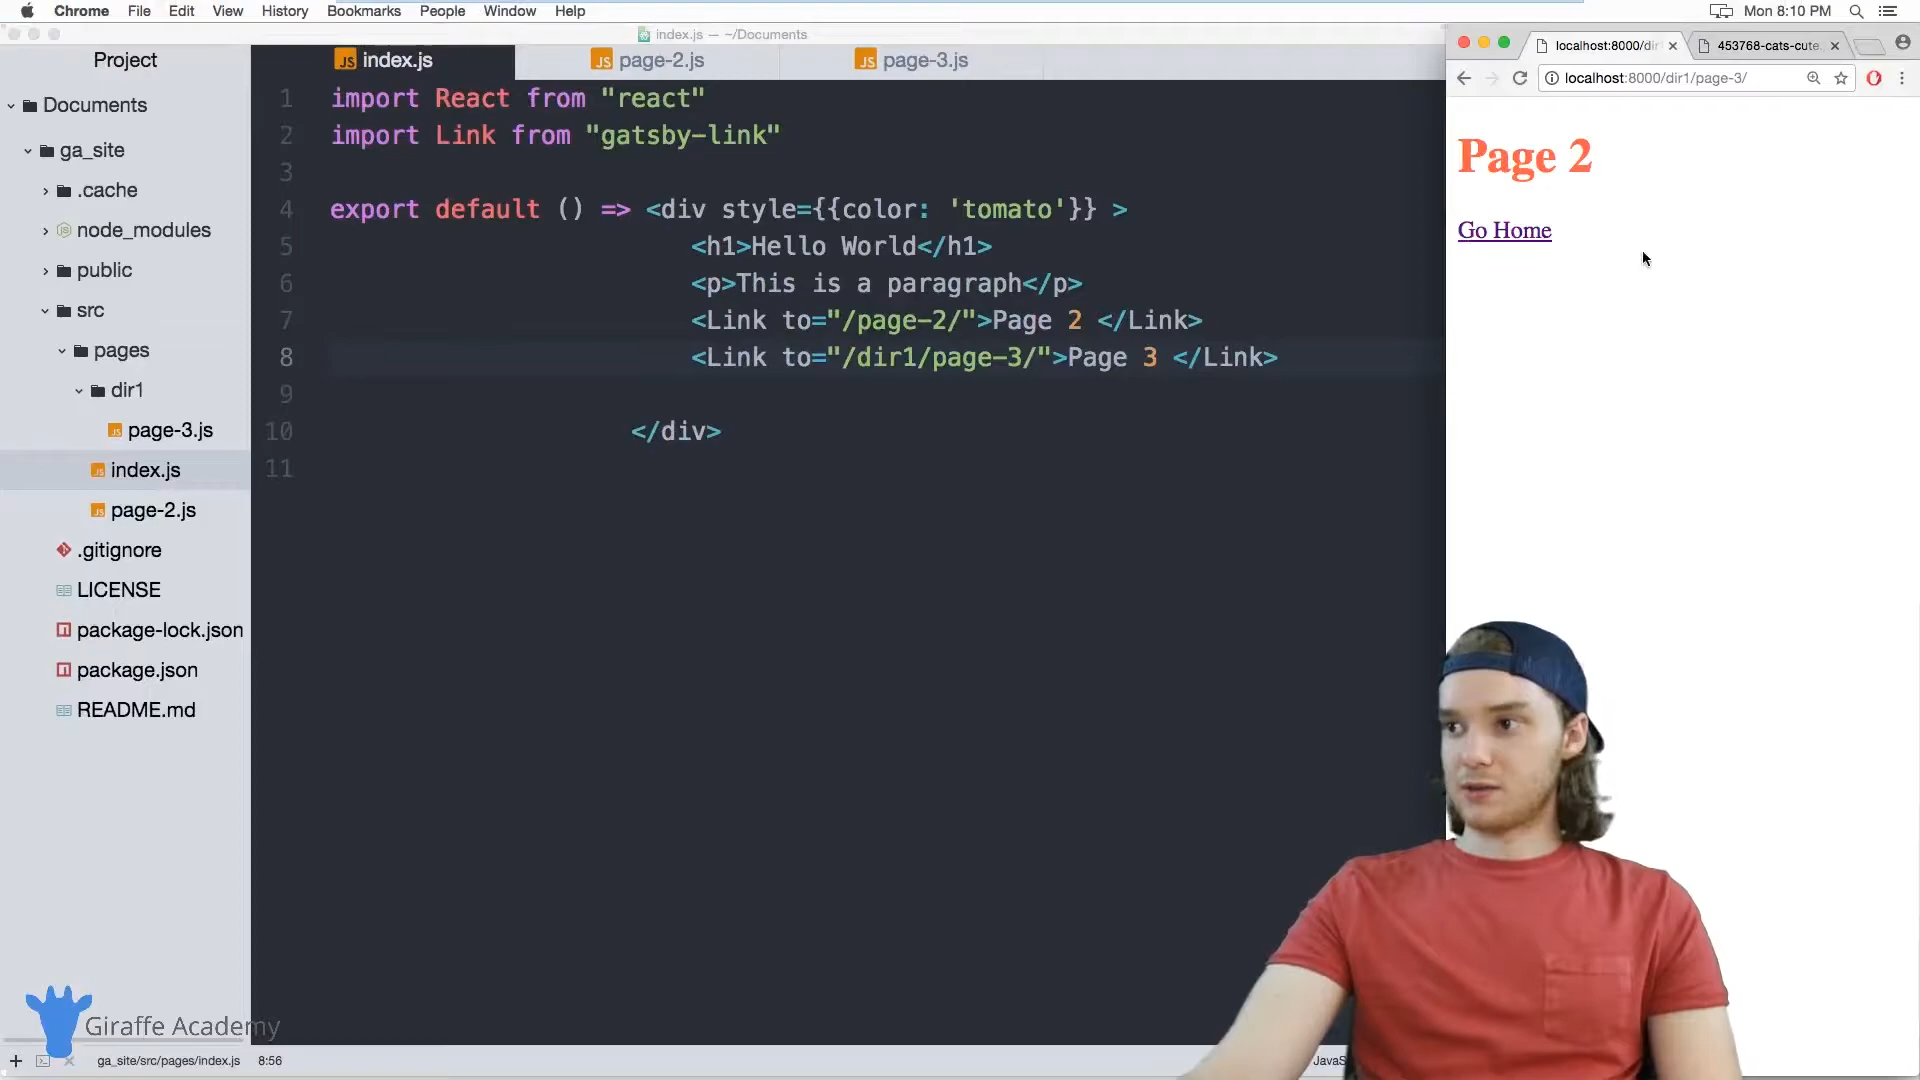 Chrome File Edit View History Bookmarks People Window Help
Mon 8:10 PM
index.js — ~/Documents
Project
index.js
page-2.js
page-3.js
Documents
ga_site
.cache
node_modules
public
src
pages
dir1
page-3.js
index.js
page-2.js
.gitignore
LICENSE
package-lock.json
package.json
README.md
1 import React from "react"
2 import Link from "gatsby-link"
3
4 export default () => <div style={{color: 'tomato'}} >
5 <h1>Hello World</h1>
6 <p>This is a paragraph</p>
7 <Link to="/page-2/">Page 2 </Link>
8 <Link to="/dir1/page-3/">Page 3 </Link>
9
10 </div>
11
localhost:8000/dir
453768-cats-cute.
localhost:8000/dir1/page-3/
Page 2
Go Home
Giraffe Academy
ga_site/src/pages/index.js 8:56
JavaS